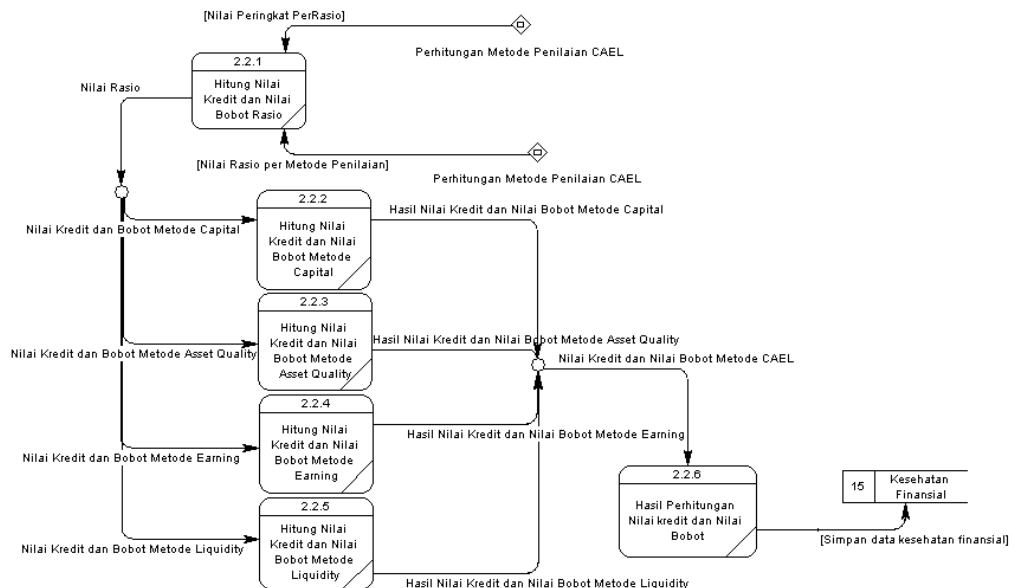 [Nilai Peringkat PerRasio]
Perhitungan Metode Penilaian CAEL
2.2.1
Hitung Nilai
Kredit dan Nilai
Bobot Rasio
Nilai Rasio
[Nilai Rasio per Metode Penilaian]
Perhitungan Metode Penilaian CAEL
2.2.2
Hitung Nilai
Kredit dan Nilai
Bobot Metode
Capital
Nilai Kredit dan Bobot Metode Capital
Hasil Nilai Kredit dan Nilai Bobot Metode Capital
2.2.3
Hitung Nilai
Kredit dan Nilai
Bobot Metode
Asset Quality
Nilai Kredit dan Bobot Metode Asset Quality
Hasil Nilai Kredit dan Nilai Bobot Metode Asset Quality
Nilai Kredit dan Nilai Bobot Metode CAEL
2.2.4
Hitung Nilai
Kredit dan Nilai
Bobot Metode
Earning
Nilai Kredit dan Bobot Metode Earning
Hasil Nilai Kredit dan Nilai Bobot Metode Earning
2.2.5
Hitung Nilai
Kredit dan Nilai
Bobot Metode
Liquidity
Nilai Kredit dan Bobot Metode Liquidity
Hasil Nilai Kredit dan Nilai Bobot Metode Liquidity
2.2.6
Hasil Perhitungan
Nilai kredit dan Nilai
Bobot
15
Kesehatan
Finansial
[Simpan data kesehatan finansial]